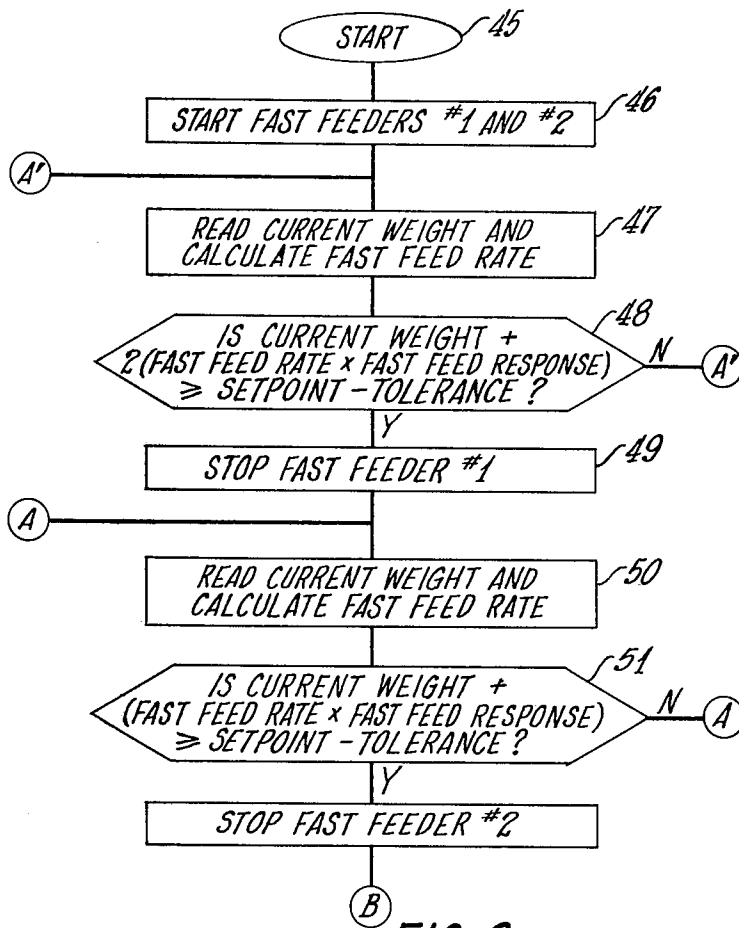 START
45
START FAST FEEDERS #1 AND #2
46
A'
READ CURRENT WEIGHT AND
CALCULATE FAST FEED RATE
47
IS CURRENT WEIGHT +
2(FAST FEED RATE × FAST FEED RESPONSE)
≥ SETPOINT - TOLERANCE ?
48
N
A'
Y
STOP FAST FEEDER #1
49
A
READ CURRENT WEIGHT AND
CALCULATE FAST FEED RATE
50
IS CURRENT WEIGHT +
(FAST FEED RATE × FAST FEED RESPONSE)
≥ SETPOINT - TOLERANCE ?
51
N
A
Y
STOP FAST FEEDER #2
B